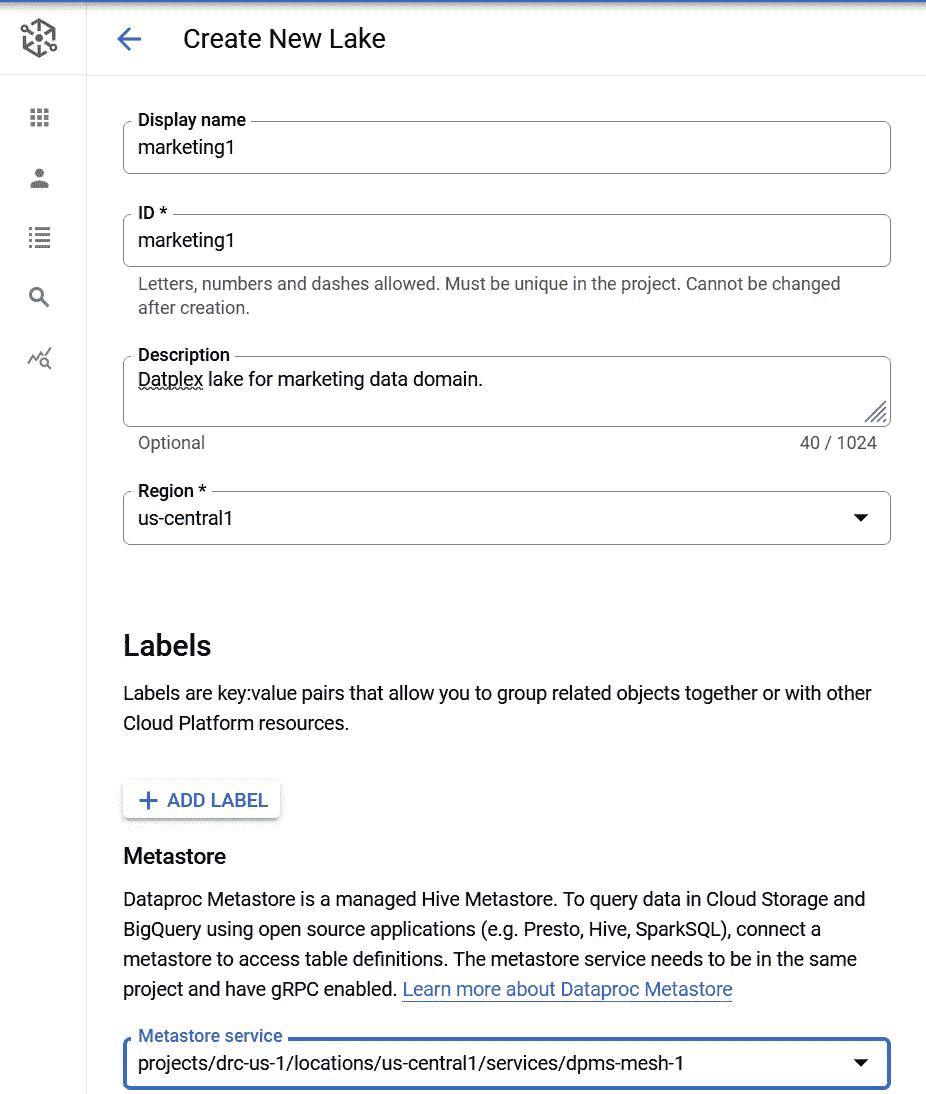 Create New Lake
Display name
marketing1
ID *
marketing1
Letters, numbers and dashes allowed. Must be unique in the project. Cannot be changed
after creation.
Description
Datplex lake for marketing data domain.
Optional
40 / 1024
Region *
us-central1
Labels
Labels are key:value pairs that allow you to group related objects together or with other
Cloud Platform resources.
ADD LABEL
Metastore
Dataproc Metastore is a managed Hive Metastore. To query data in Cloud Storage and
BigQuery using open source applications (e.g. Presto, Hive, SparkSQL), connect a
metastore to access table definitions. The metastore service needs to be in the same
project and have gRPC enabled. Learn more about Dataproc Metastore
Metastore service
projects/drc-us-1/locations/us-central1/services/dpms-mesh-1